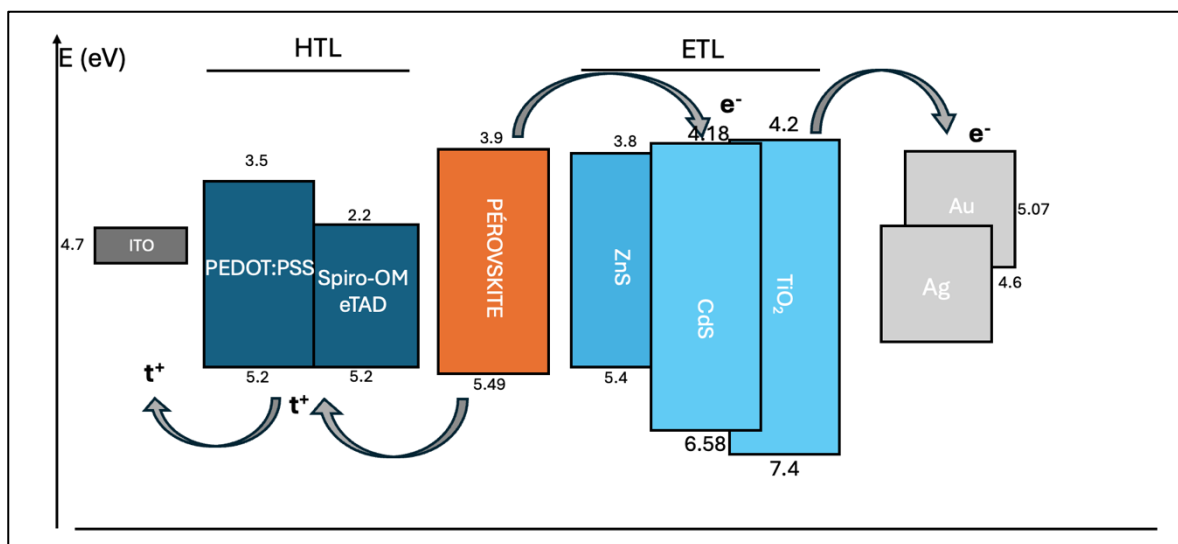 E (eV)
HTL
ETL
e-
e-
3.9
4.18
4.2
3.8
3.5
2.2
4.7
ITO
PEDOT:PSS
Spiro-OM
eTAD
PÉROVSKITE
ZnS
CdS
TiO2
Au
5.07
Ag
4.6
t+
5.2
5.2
t+
5.49
5.4
6.58
7.4